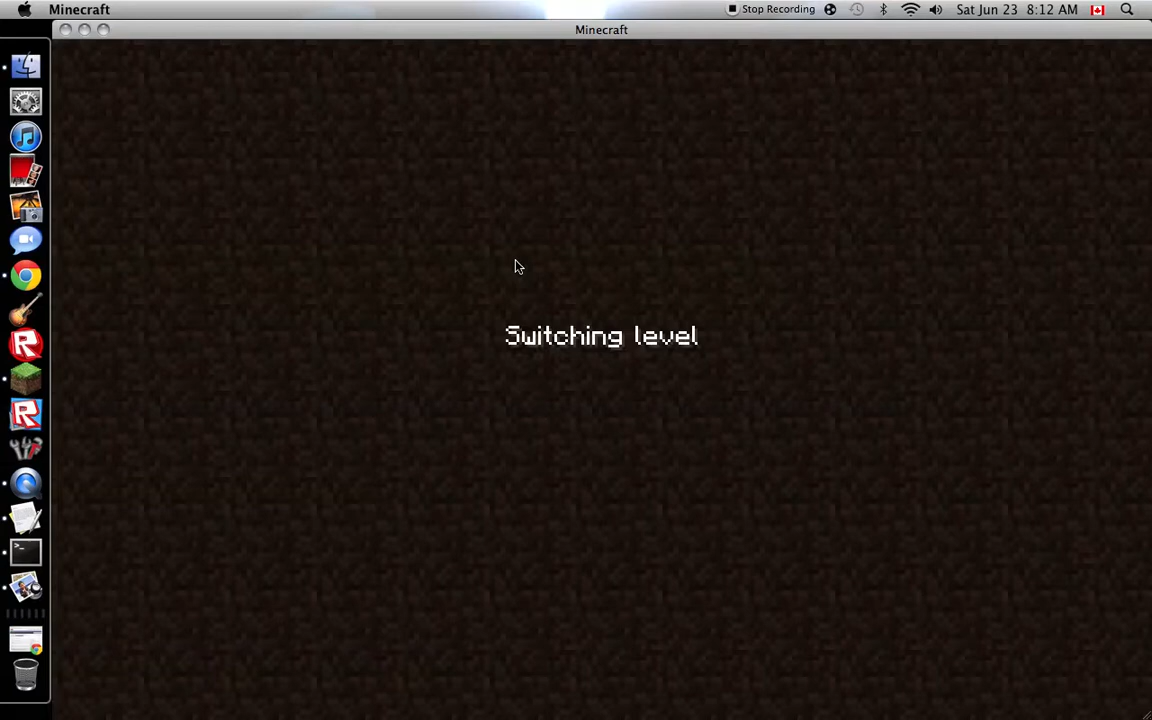 Minecraft Stop Recording Sat Jun 23 8:12 AM
Minecraft
Switching level